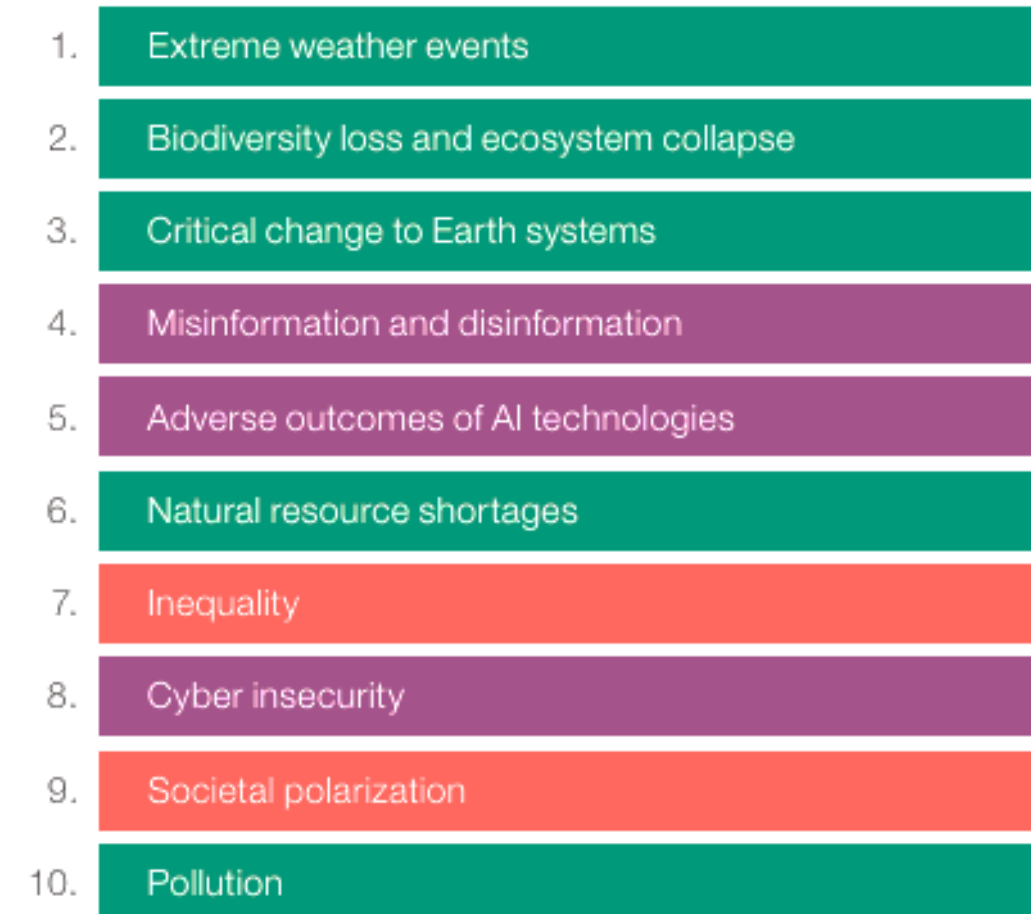 1. Extreme weather events
2. Biodiversity loss and ecosystem collapse
3. Critical change to Earth systems
4. Misinformation and disinformation
5. Adverse outcomes of AI technologies
6. Natural resource shortages
7. Inequality
8. Cyber insecurity
9. Societal polarization
10. Pollution